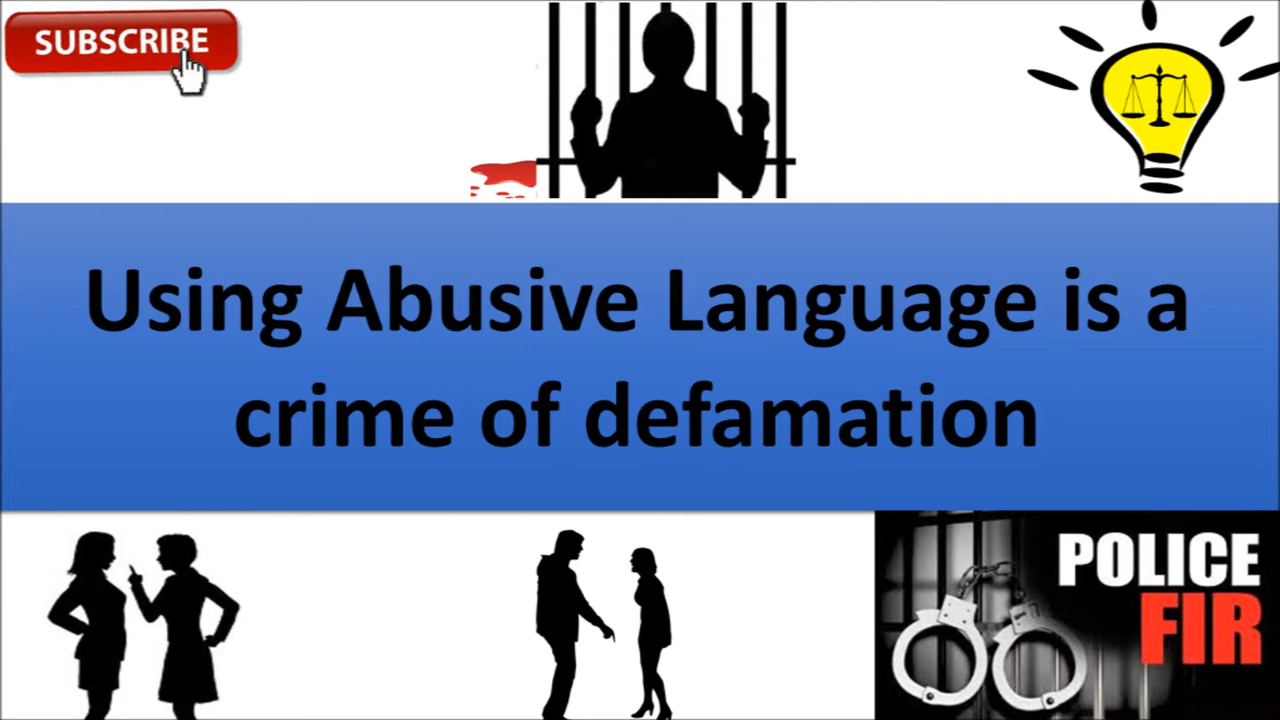 SUBSCRIBE
Using Abusive Language is a
crime of defamation
POLICE
FIR